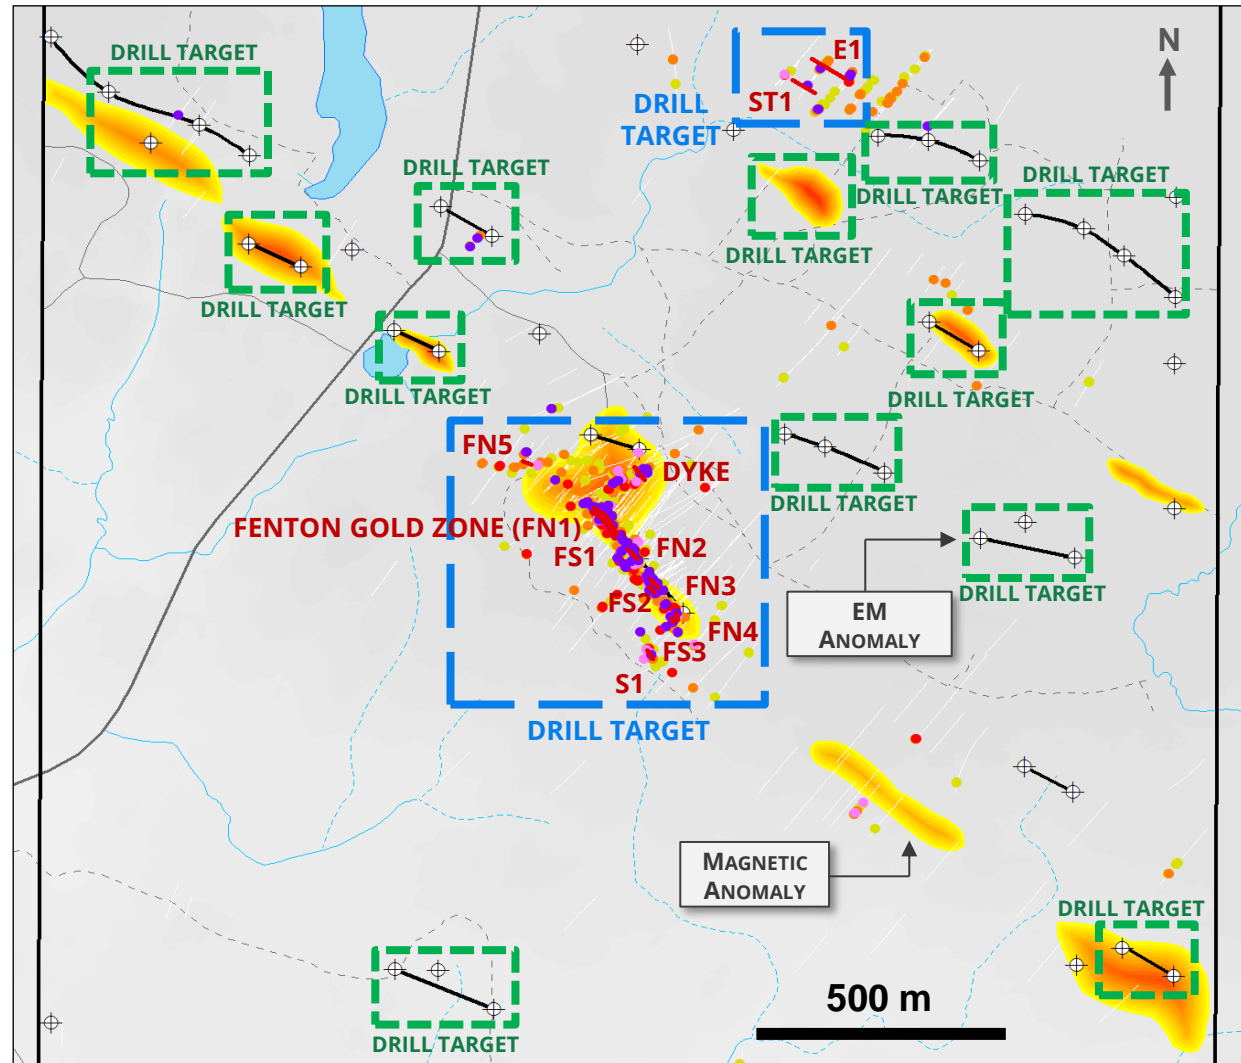 DRILL TARGET
E1
N
ST1
DRILL
TARGET
DRILL TARGET
DRILL TARGET
DRILL TARGET
DRILL TARGET
DRILL TARGET
DRILL TARGET
DRILL TARGET
DRILL TARGET
FN5
DYKE
DRILL TARGET
FENTON GOLD ZONE (FN1)
FS1
FN2
FN3
FS2
FN4
FS3
S1
DRILL TARGET
EM
ANOMALY
DRILL TARGET
MAGNETIC
ANOMALY
DRILL TARGET
500 m
DRILL TARGET